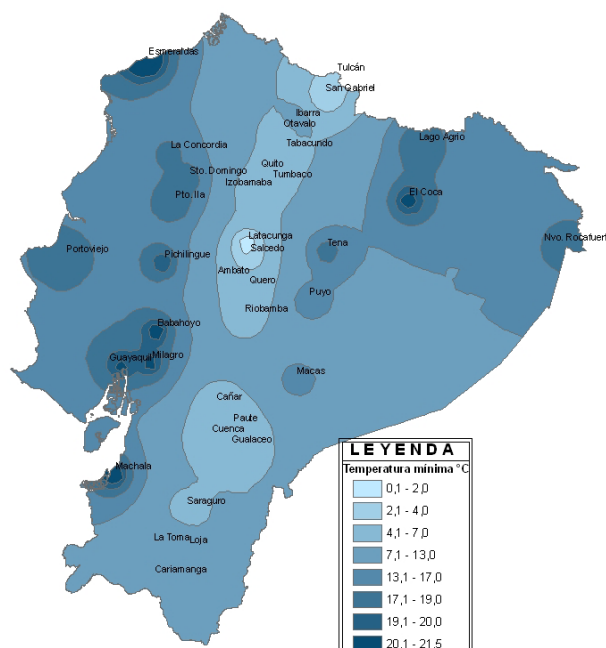 Esmeraldas
Tulcán
San Gabriel
Ibarra
Otavalo
La Concordia
Tabacundo
Lago Agrio
Sto. Domingo
Quito
Izobamaba
Tumbaco
Pto. Ila
El Coca
Latacunga
Portoviejo
Pichilingue
Salcedo
Tena
Nvo. Rocafuert
Ambato
Quero
Puyo
Riobamba
Babahoyo
Guayaquil
Milagro
Macas
Cañar
Paute
Cuenca
Gualaceo
Machala
Saraguro
La Toma
Loja
Cariamanga
LEYENDA
Temperatura mínima °C
0,1 - 2,0
2,1 - 4,0
4,1 - 7,0
7,1 - 13,0
13,1 - 17,0
17,1 - 19,0
19,1 - 20,0
20,1 - 21,5